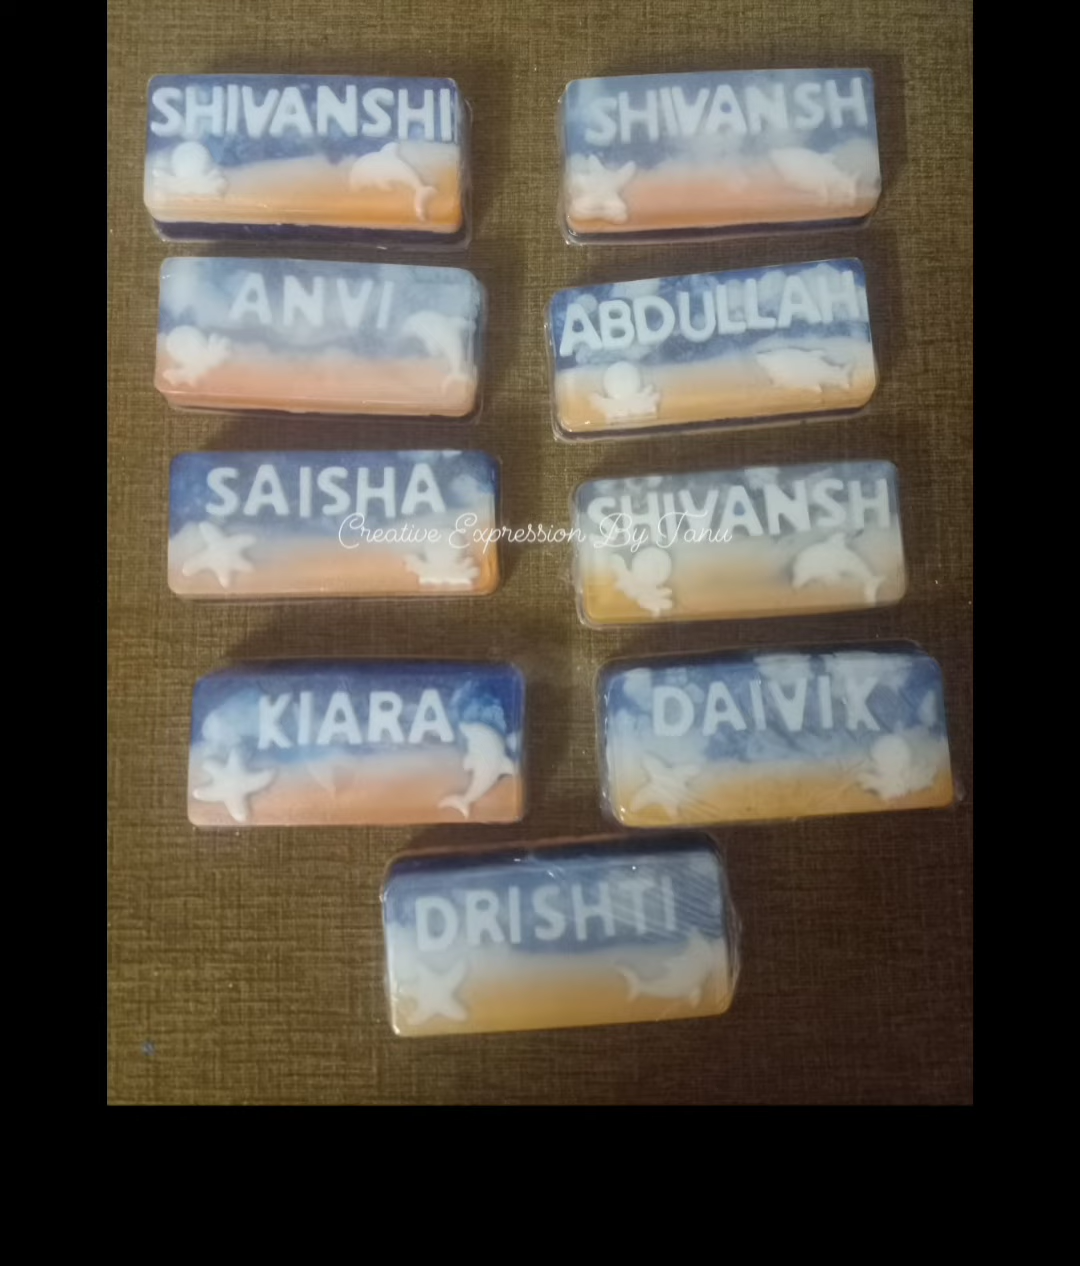 SHIVANSHI
SHIVANSH
ANVI
ABDULLAH
SAISHA
SHIVANSH
Creative Expression By Tanu
KIARA
DAIVIK
DRISHTI